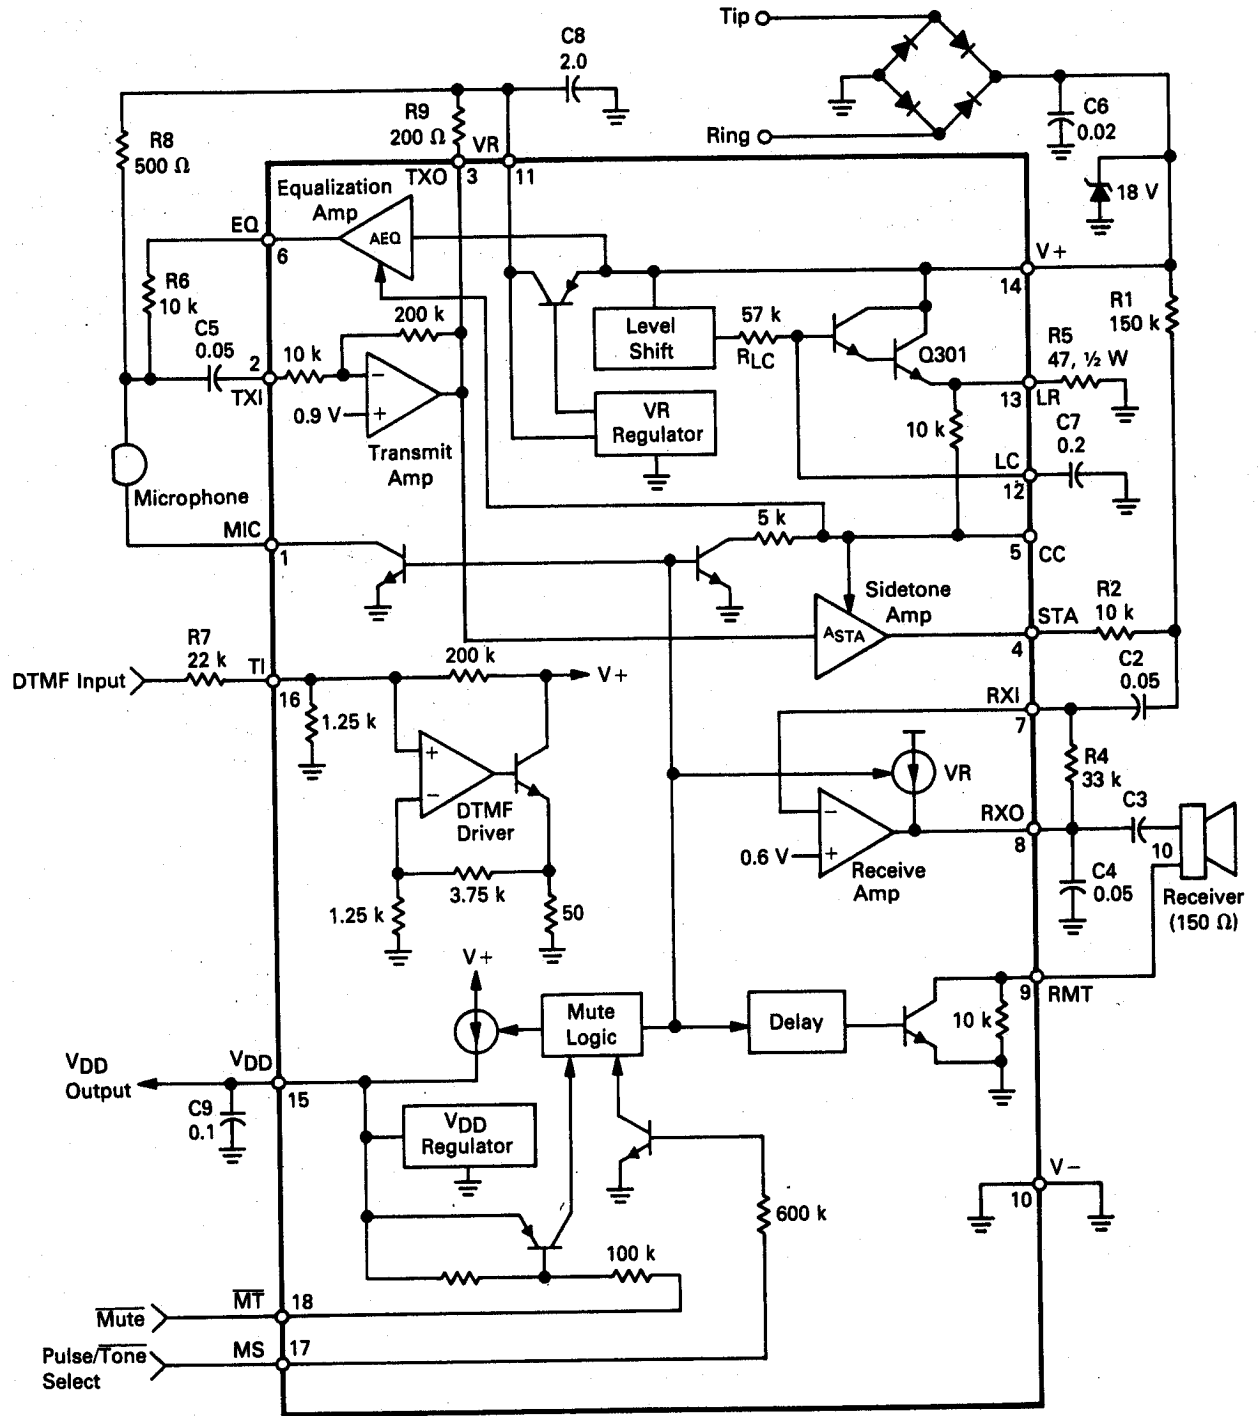 Tip
C8
2.0
R9
200 Ω
VR
R8
500 Ω
Ring
C6
0.02
18 V
TXO
3
11
Equalization
Amp
EQ
6
AEQ
V+
14
R6
10 k
200 k
C5
0.05
2
TXI
10 k
0.9 V
−
+
Transmit
Amp
Level
Shift
57 k
RLC
Q301
R1
150 k
R5
47, ½ W
13
LR
VR
Regulator
10 k
C7
0.2
LC
12
Microphone
MIC
1
5 k
5
CC
Sidetone
Amp
ASTA
STA
4
R2
10 k
R7
22 k
TI
DTMF Input
16
200 k
V+
1.25 k
C2
0.05
RXI
7
+
−
DTMF
Driver
VR
R4
33 k
RXO
8
C3
10
−
+
0.6 V
Receive
Amp
C4
0.05
Receiver
(150 Ω)
3.75 k
1.25 k
50
V+
Mute
Logic
Delay
10 k
9
RMT
VDD
Output
VDD
15
C9
0.1
VDD
Regulator
V−
10
600 k
100 k
Mute
MT
18
Pulse/Tone
Select
MS
17